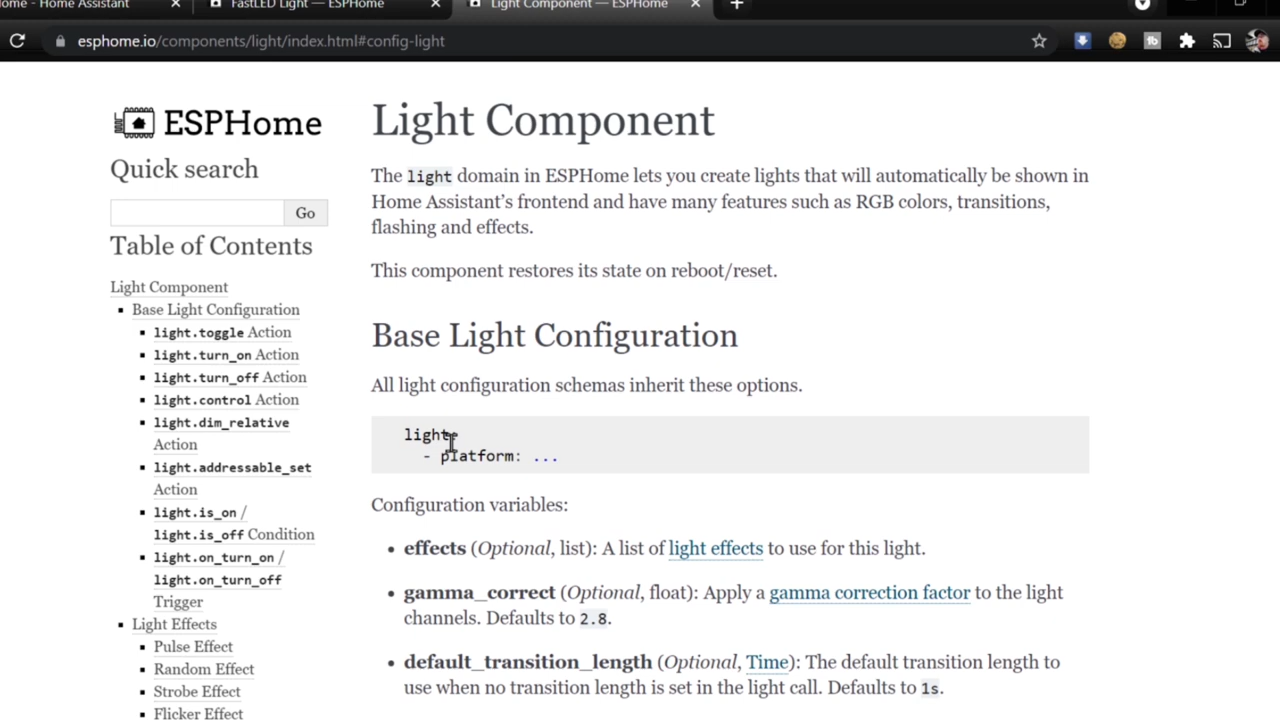 ome - Home Assistant
FastLED Light — ESPHome
Light Component — ESPHome
esphome.io/components/light/index.html#config-light
ESPHome
Quick search
Go
Table of Contents
Light Component
Base Light Configuration
light.toggle Action
light.turn_on Action
light.turn_off Action
light.control Action
light.dim_relative
Action
light.addressable_set
Action
light.is_on /
light.is_off Condition
light.on_turn_on /
light.on_turn_off
Trigger
Light Effects
Pulse Effect
Random Effect
Strobe Effect
Flicker Effect
Light Component
The light domain in ESPHome lets you create lights that will automatically be shown in
Home Assistant’s frontend and have many features such as RGB colors, transitions,
flashing and effects.
This component restores its state on reboot/reset.
Base Light Configuration
All light configuration schemas inherit these options.
light:
- platform: ...
Configuration variables:
effects (Optional, list): A list of light effects to use for this light.
gamma_correct (Optional, float): Apply a gamma correction factor to the light
channels. Defaults to 2.8.
default_transition_length (Optional, Time): The default transition length to
use when no transition length is set in the light call. Defaults to 1s.